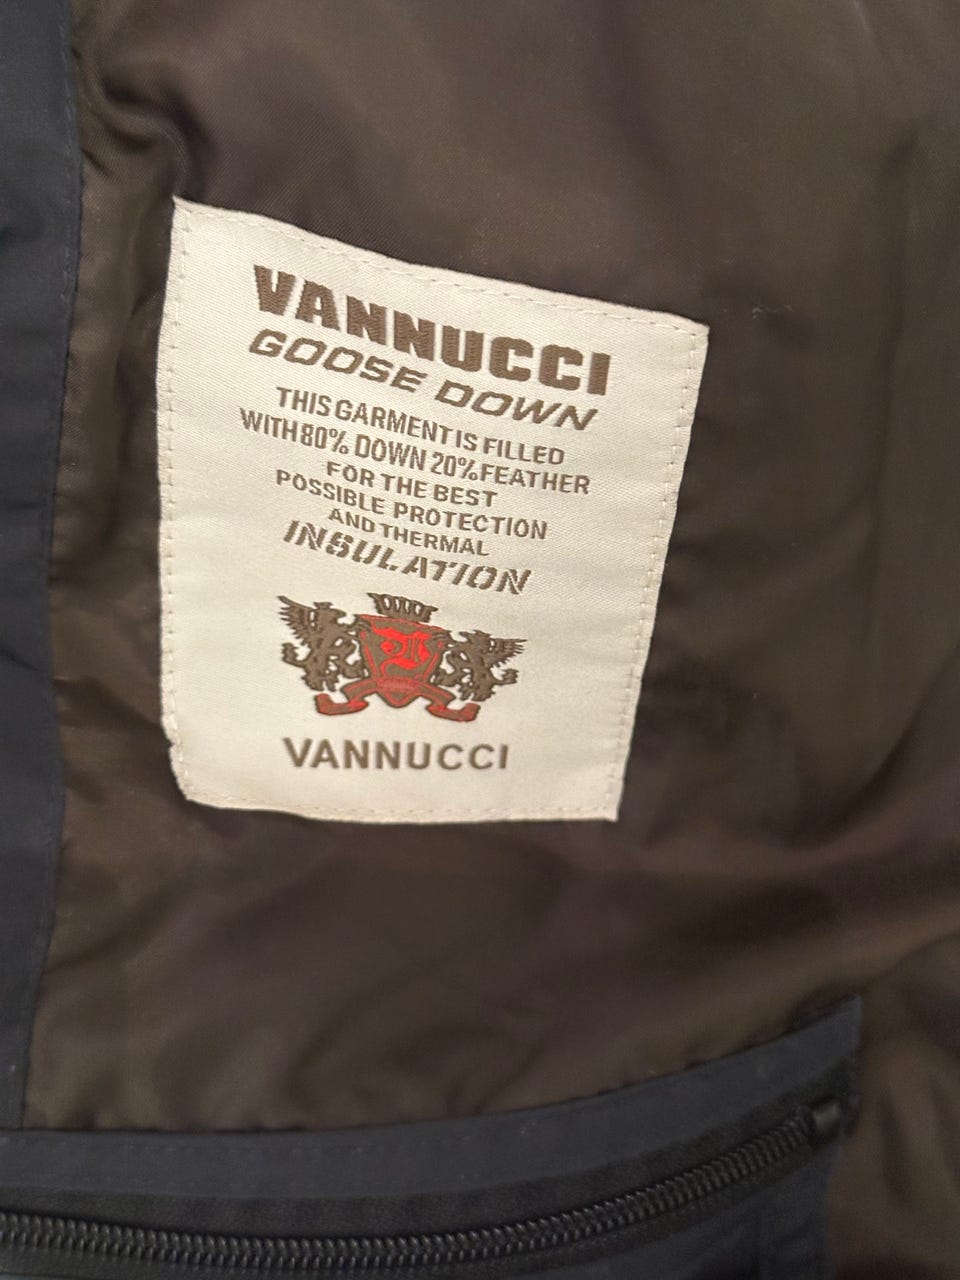 VANNUCCI
GOOSE DOWN
THIS GARMENT IS FILLED
WITH 80% DOWN 20% FEATHER
FOR THE BEST
POSSIBLE PROTECTION
AND THERMAL
INSULATION
VANNUCCI